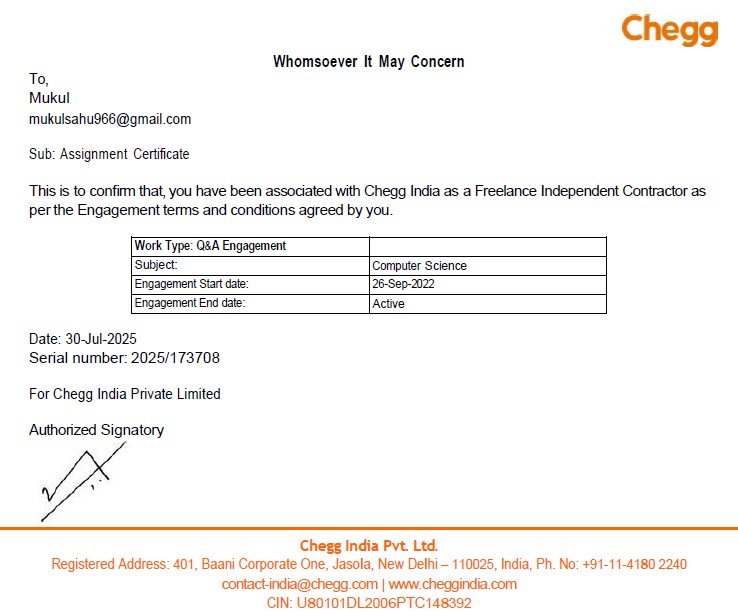 Chegg
Whomsoever It May Concern
To,
Mukul
mukulsahu966@gmail.com
Sub: Assignment Certificate
This is to confirm that, you have been associated with Chegg India as a Freelance Independent Contractor as
per the Engagement terms and conditions agreed by you.
Work Type: Q&A Engagement
Subject: Computer Science
Engagement Start date: 26-Sep-2022
Engagement End date: Active
Date: 30-Jul-2025
Serial number: 2025/173708
For Chegg India Private Limited
Authorized Signatory
Chegg India Pvt. Ltd.
Registered Address: 401, Baani Corporate One, Jasola, New Delhi – 110025, India, Ph. No: +91-11-4180 2240
contact-india@chegg.com | www.cheggindia.com
CIN: U80101DL2006PTC148392